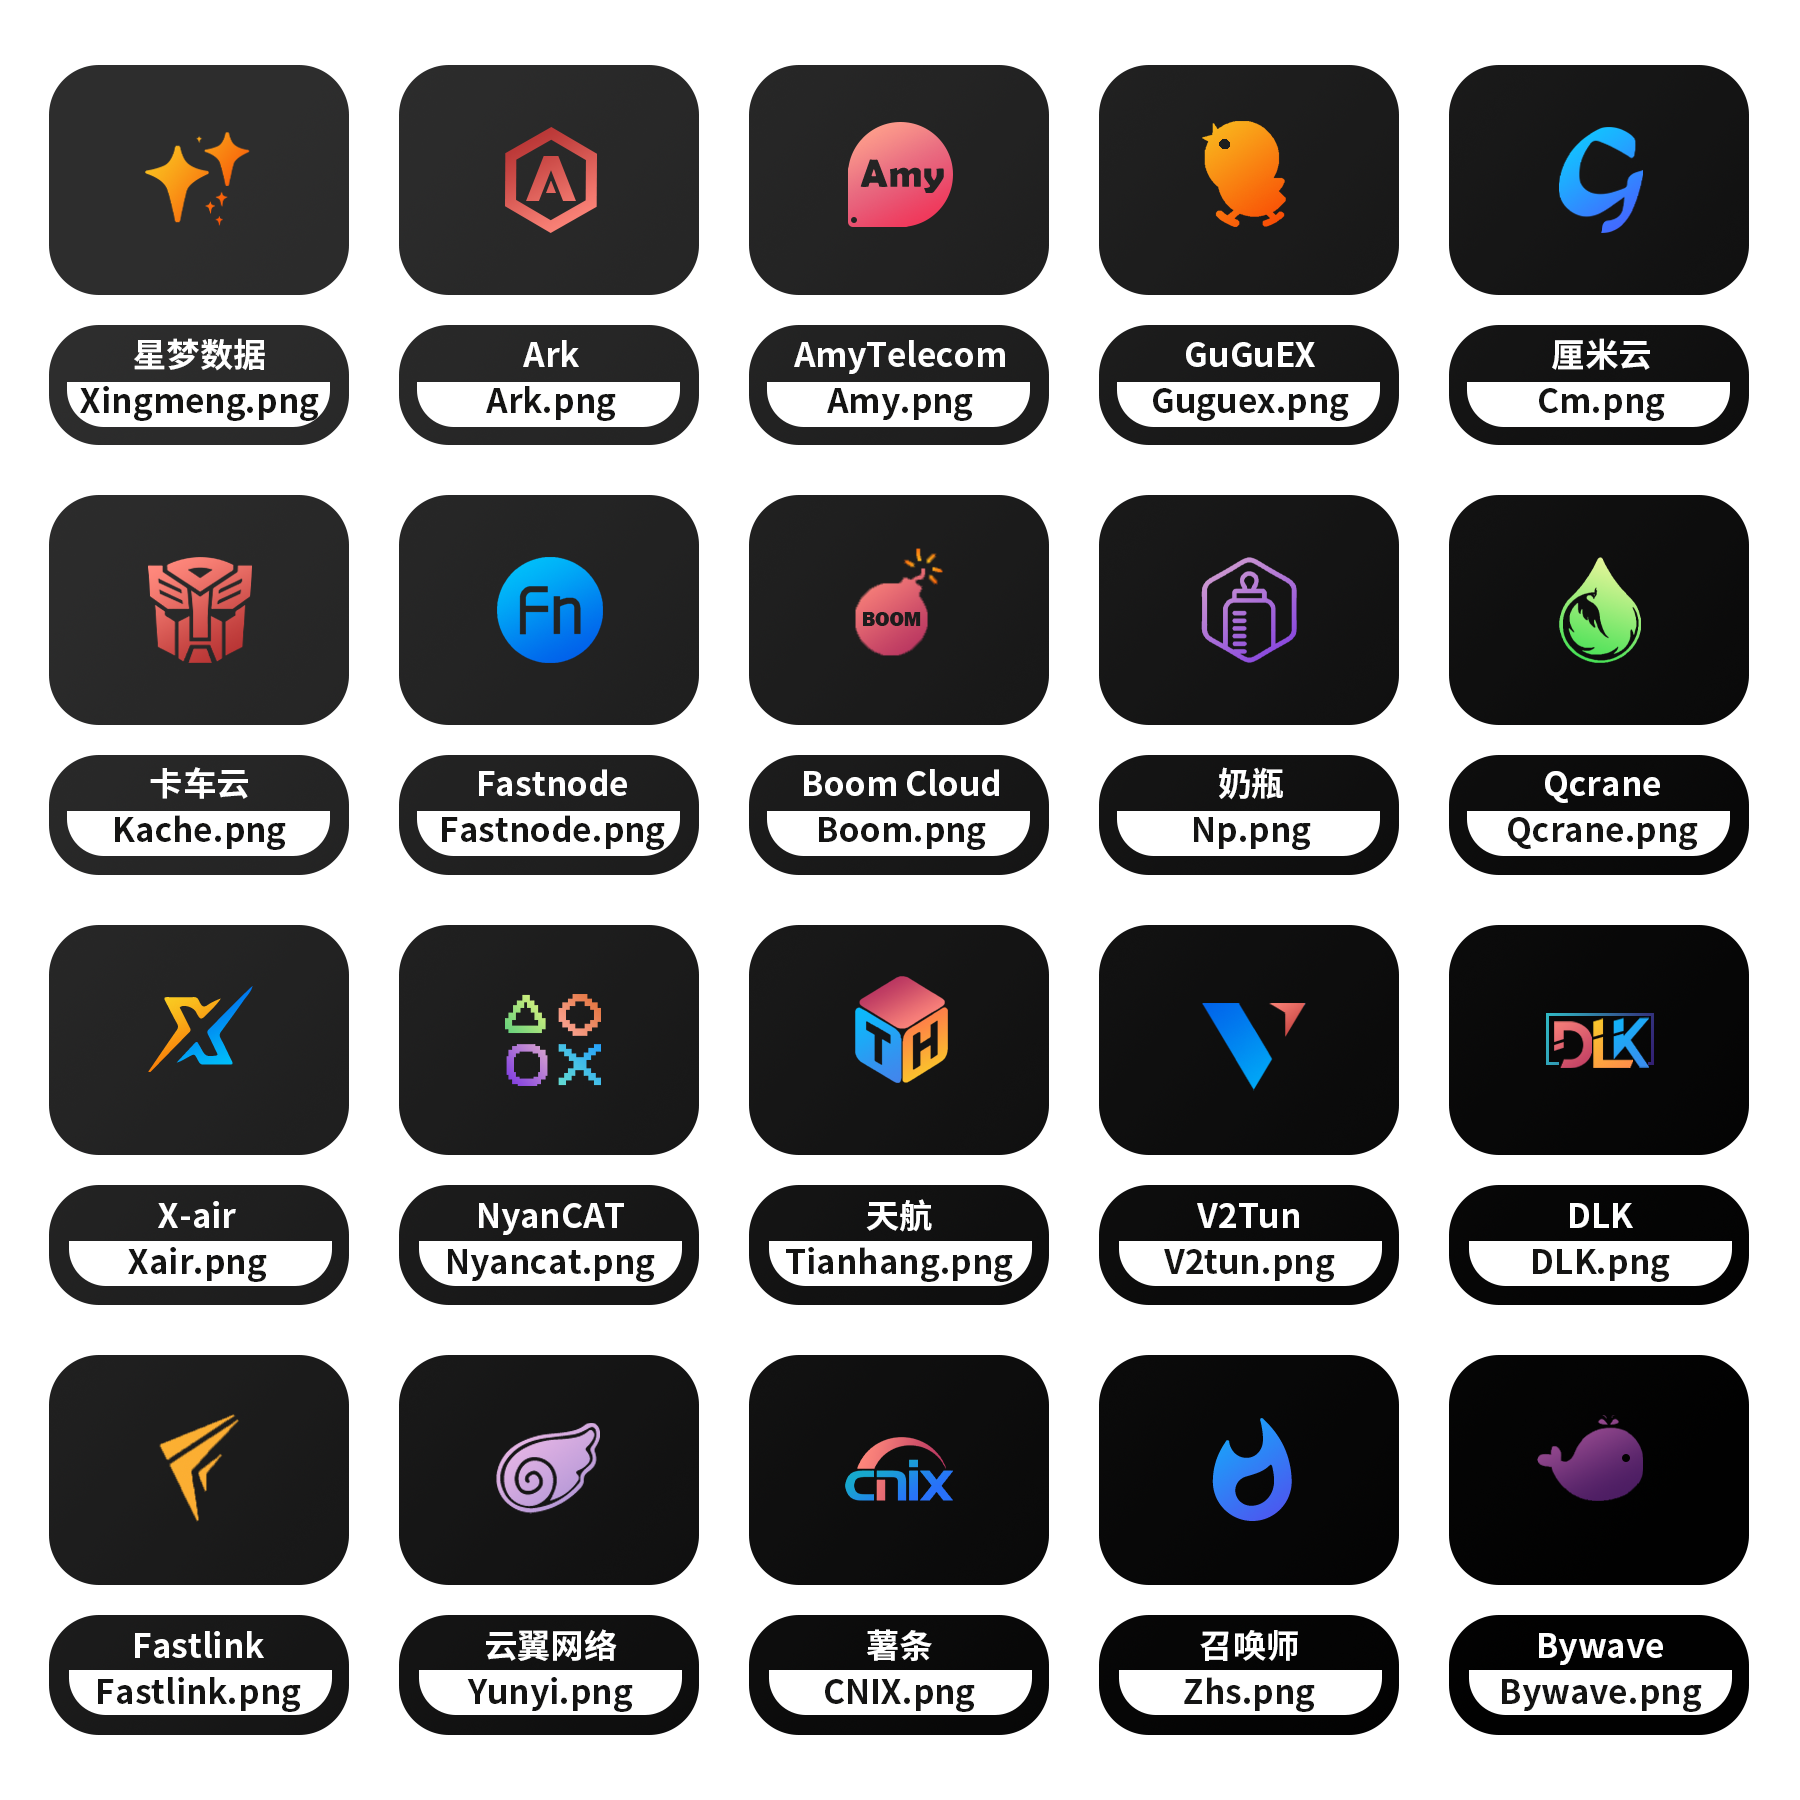 Amy
星梦数据
Ark
AmyTelecom
GuGuEX
厘米云
Xingmeng.png
Ark.png
Amy.png
Guguex.png
Cm.png
Fn
BOOM
卡车云
Fastnode
Boom Cloud
奶瓶
Qcrane
Kache.png
Fastnode.png
Boom.png
Np.png
Qcrane.png
TH
DLK
X-air
NyanCAT
天航
V2Tun
DLK
Xair.png
Nyancat.png
Tianhang.png
V2tun.png
DLK.png
cnix
Fastlink
云翼网络
薯条
召唤师
Bywave
Fastlink.png
Yunyi.png
CNIX.png
Zhs.png
Bywave.png